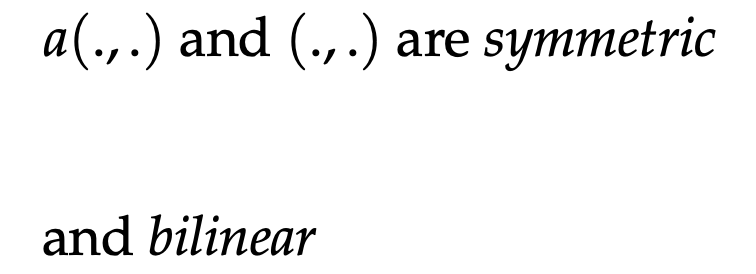 a(.,.) and (.,.) are symmetric
and bilinear